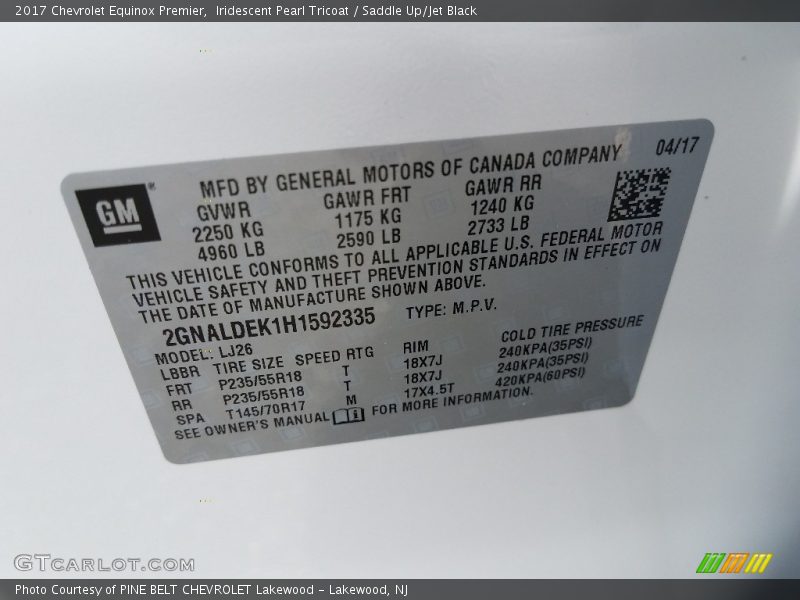 2017 Chevrolet Equinox Premier,  Iridescent Pearl Tricoat / Saddle Up/Jet Black
GM ®
MFD BY GENERAL MOTORS OF CANADA COMPANY 04/17
GVWR GAWR FRT GAWR RR
2250 KG 1175 KG 1240 KG
4960 LB 2590 LB 2733 LB
THIS VEHICLE CONFORMS TO ALL APPLICABLE U.S. FEDERAL MOTOR
VEHICLE SAFETY AND THEFT PREVENTION STANDARDS IN EFFECT ON
THE DATE OF MANUFACTURE SHOWN ABOVE.
2GNALDEK1H1592335 TYPE: M.P.V.
MODEL: LJ26
LBBR TIRE SIZE SPEED RTG RIM COLD TIRE PRESSURE
FRT P235/55R18 T 18X7J 240KPA(35PSI)
RR P235/55R18 T 18X7J 240KPA(35PSI)
SPA T145/70R17 M 17X4.5T 420KPA(60PSI)
SEE OWNER'S MANUAL FOR MORE INFORMATION.
GTCARLOT.COM
Photo Courtesy of PINE BELT CHEVROLET Lakewood - Lakewood, NJ